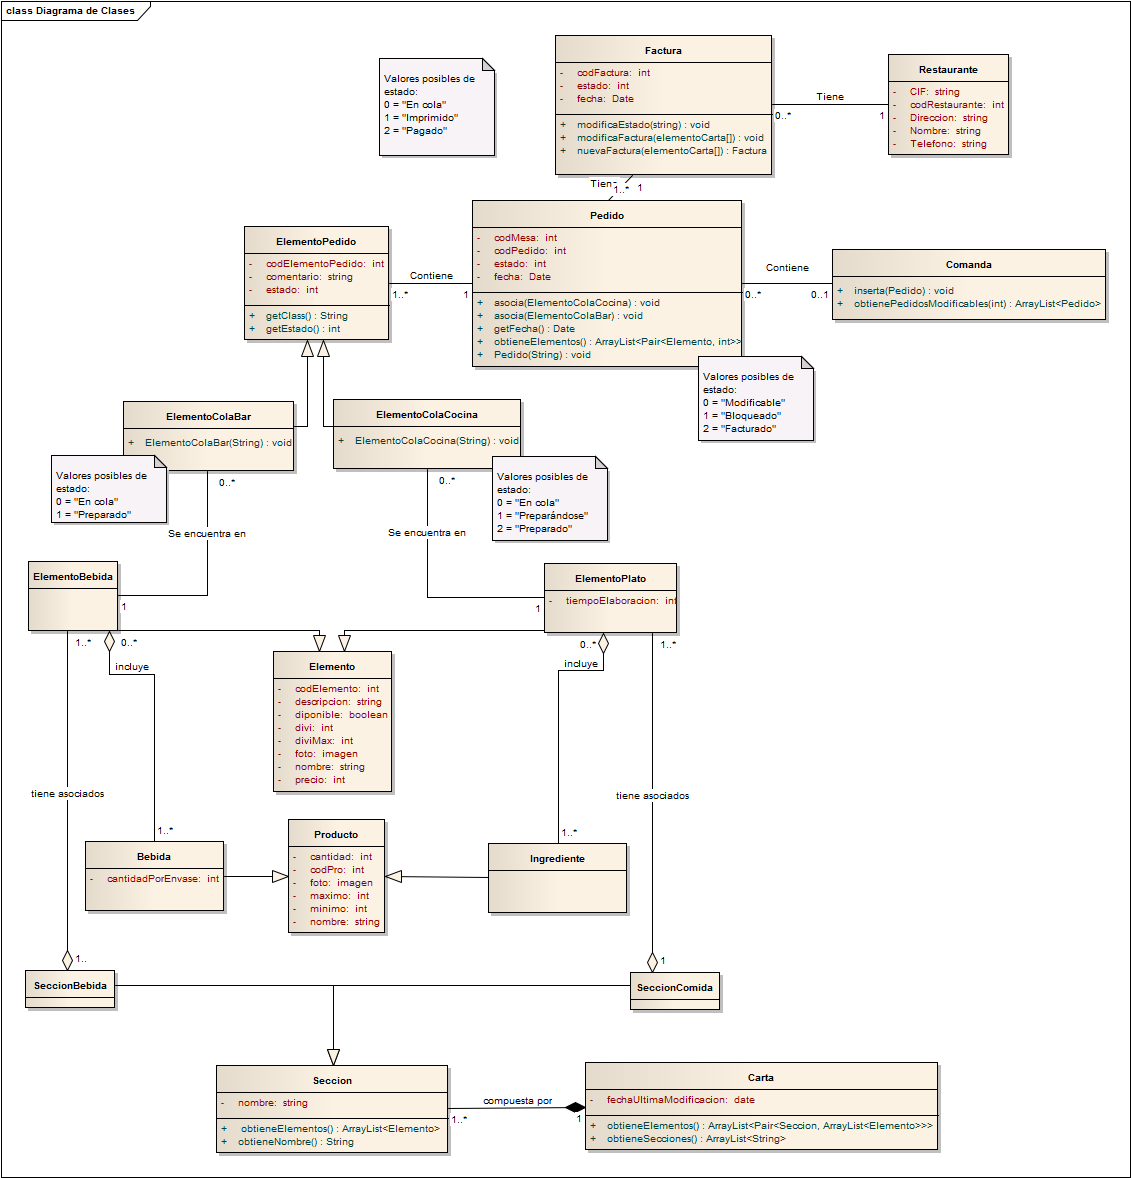 class Diagrama de Clases
Valores posibles de
estado:
0 = "En cola"
1 = "Imprimido"
2 = "Pagado"
Factura
- codFactura: int
- estado: int
- fecha: Date
+ modificaEstado(string) : void
+ modificaFactura(elementoCarta[]) : void
+ nuevaFactura(elementoCarta[]) : Factura
Tiene
0..*
1
Restaurante
- CIF: string
- codRestaurante: int
- Direccion: string
- Nombre: string
- Telefono: string
Tiene
1..*
1
ElementoPedido
- codElementoPedido: int
- comentario: string
- estado: int
+ getClass() : String
+ getEstado() : int
Contiene
1..*
1
Pedido
- codMesa: int
- codPedido: int
- estado: int
- fecha: Date
+ asocia(ElementoColaCocina) : void
+ asocia(ElementoColaBar) : void
+ getFecha() : Date
+ obtieneElementos() : ArrayList<Pair<Elemento, int>>
+ Pedido(String) : void
Contiene
0..*
0..1
Comanda
+ inserta(Pedido) : void
+ obtienePedidosModificables(int) : ArrayList<Pedido>
Valores posibles de
estado:
0 = "Modificable"
1 = "Bloqueado"
2 = "Facturado"
ElementoColaBar
+ ElementoColaBar(String) : void
ElementoColaCocina
+ ElementoColaCocina(String) : void
Valores posibles de
estado:
0 = "En cola"
1 = "Preparado"
0..*
Se encuentra en
1
0..*
Se encuentra en
1
Valores posibles de
estado:
0 = "En cola"
1 = "Preparándose"
2 = "Preparado"
ElementoBebida
ElementoPlato
- tiempoElaboracion: int
1..*
0..*
incluye
0..*
1..*
incluye
Elemento
- codElemento: int
- descripcion: string
- diponible: boolean
- divi: int
- diviMax: int
- foto: imagen
- nombre: string
- precio: int
tiene asociados
tiene asociados
1..*
1..*
Bebida
- cantidadPorEnvase: int
Producto
- cantidad: int
- codPro: int
- foto: imagen
- maximo: int
- minimo: int
- nombre: string
Ingrediente
1..
1
SeccionBebida
SeccionComida
Seccion
- nombre: string
+ obtieneElementos() : ArrayList<Elemento>
+ obtieneNombre() : String
compuesta por
1..*
1
Carta
- fechaUltimaModificacion: date
+ obtieneElementos() : ArrayList<Pair<Seccion, ArrayList<Elemento>>>
+ obtieneSecciones() : ArrayList<String>